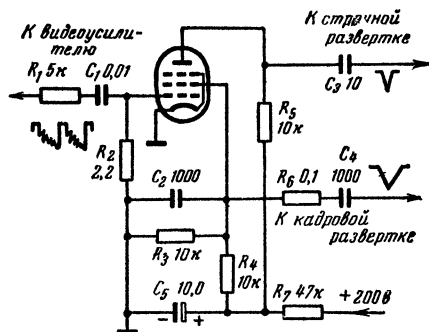 К видеоусили-
телю
R1 5к
C1 0,01
К строчной
развертке
C3 10
R5
10к
R2
2,2
C2 1000
R6 0,1
C4
1000
К кадровой
развертке
R3 10к
R4
10к
C5 10,0
- +
R7 47к
+200в